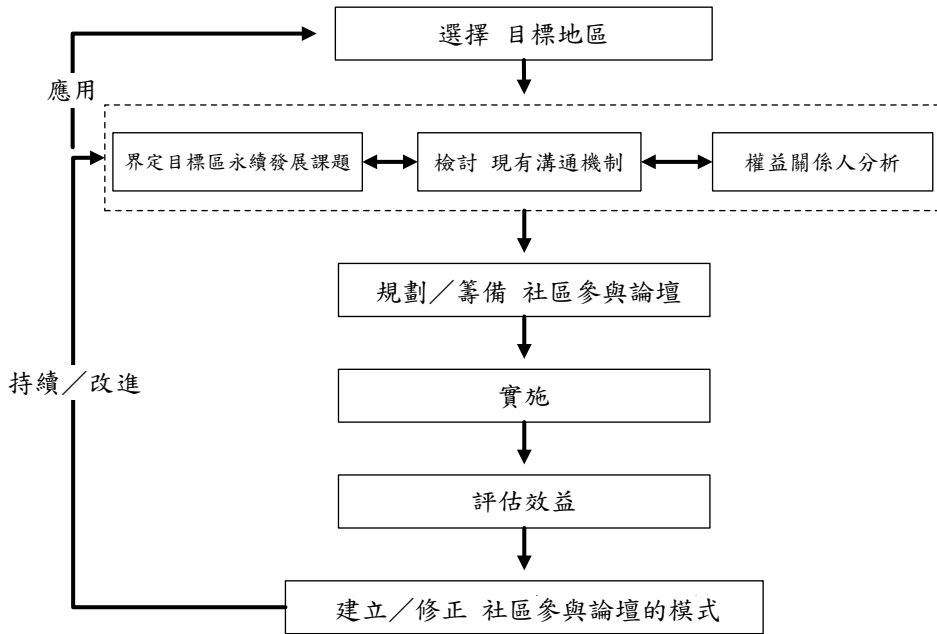 選擇 目標地區
應用
界定目標區永續發展課題
檢討 現有溝通機制
權益關係人分析
規劃／籌備 社區參與論壇
持續／改進
實施
評估效益
建立／修正 社區參與論壇的模式